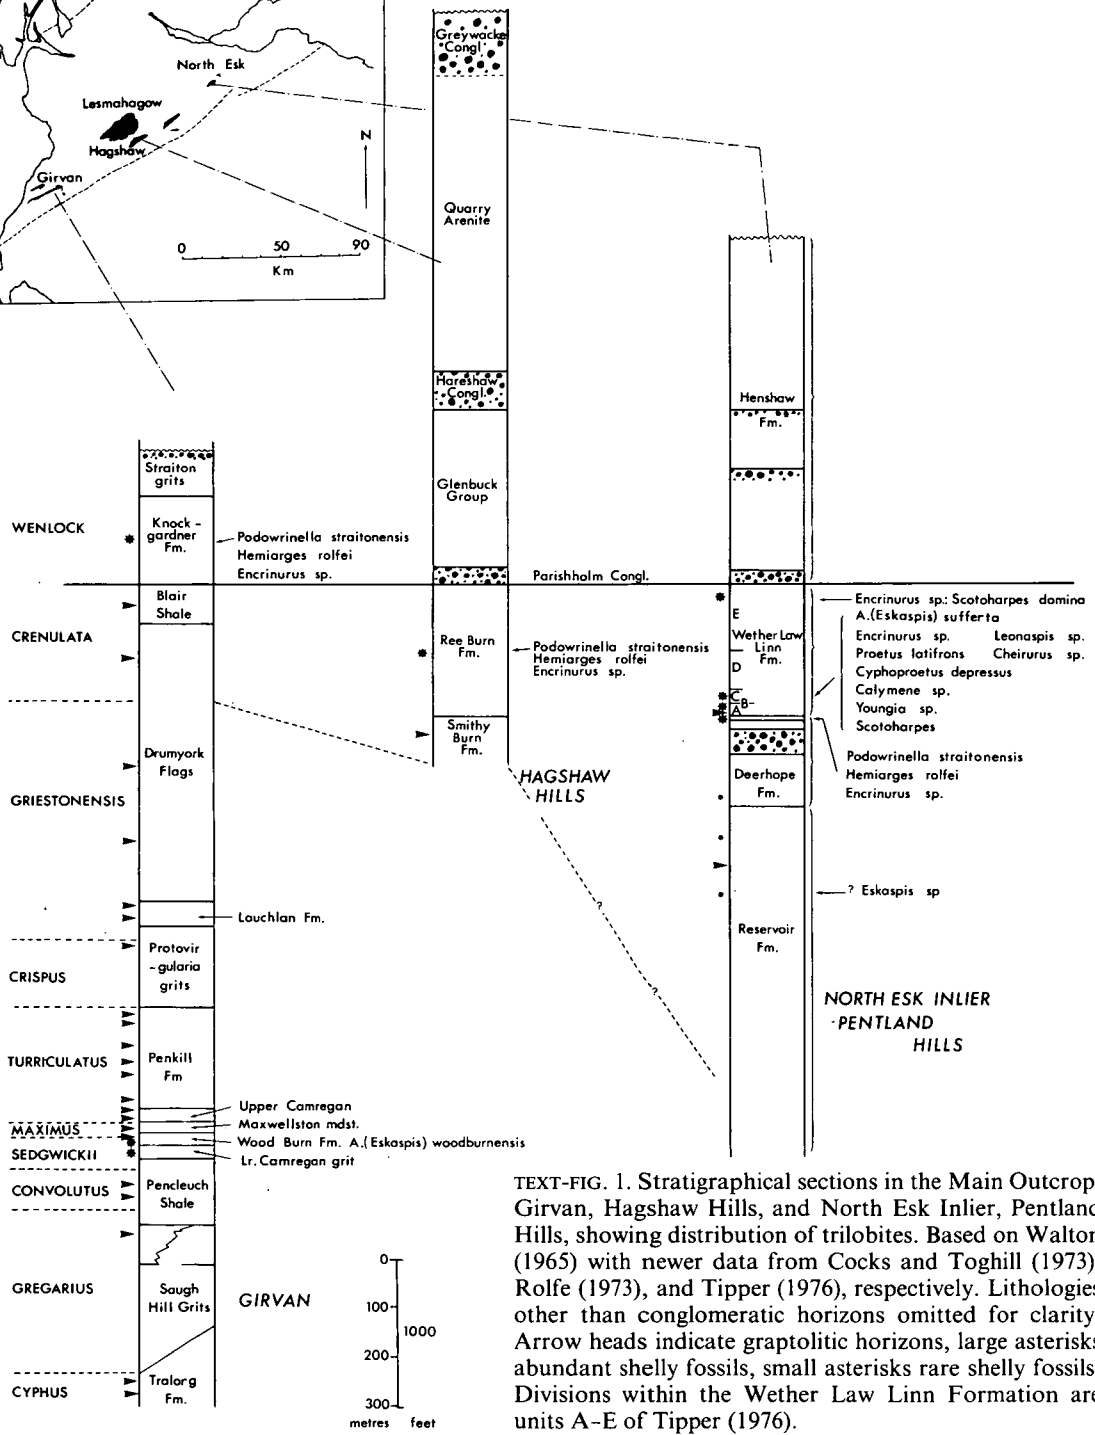 North Esk
Lesmahagow
Hagshaw
Girvan
N
0 50 90
Km
Greywacke
Congl.
Quarry
Arenite
Hareshaw
Congl.
Glenbuck
Group
Parishholm Congl.
Ree Burn
Fm.
Podowrinella straitonensis
Hemiarges rolfei
Encrinurus sp.
Smithy
Burn
Fm.
HAGSHAW
HILLS
WENLOCK
CRENULATA
GRIESTONENSIS
CRISPUS
TURRICULATUS
MAXIMUS
SEDGWICKII
CONVOLUTUS
GREGARIUS
CYPHUS
Straiton
grits
Knock-
gardner
Fm.
Podowrinella straitonensis
Hemiarges rolfei
Encrinurus sp.
Blair
Shale
Drumyork
Flags
Lauchlan Fm.
Protovir
-gularia
grits
Penkill
Fm
Upper Camregan
Maxwellston mdst.
Wood Burn Fm. A.(Eskaspis) woodburnensis
Lr. Camregan grit
Pencleuch
Shale
Saugh
Hill Grits
Tralorg
Fm.
GIRVAN
0
100
1000
200
300
metres feet
Henshaw
Fm.
E
Wether Law
Linn
Fm.
D
C
B-
A
Deerhope
Fm.
Reservoir
Fm.
Encrinurus sp.: Scotoharpes domina
A.(Eskaspis) sufferta
Encrinurus sp. Leonaspis sp.
Proetus latifrons Cheirurus sp.
Cyphoproetus depressus
Calymene sp.
Youngia sp.
Scotoharpes
Podowrinella straitonensis
Hemiarges rolfei
Encrinurus sp.
? Eskaspis sp
?
?
NORTH ESK INLIER
-PENTLAND
HILLS
TEXT-FIG. 1. Stratigraphical sections in the Main Outcrop
Girvan, Hagshaw Hills, and North Esk Inlier, Pentland
Hills, showing distribution of trilobites. Based on Walton
(1965) with newer data from Cocks and Toghill (1973)
Rolfe (1973), and Tipper (1976), respectively. Lithologies
other than conglomeratic horizons omitted for clarity.
Arrow heads indicate graptolitic horizons, large asterisks
abundant shelly fossils, small asterisks rare shelly fossils
Divisions within the Wether Law Linn Formation are
units A–E of Tipper (1976).